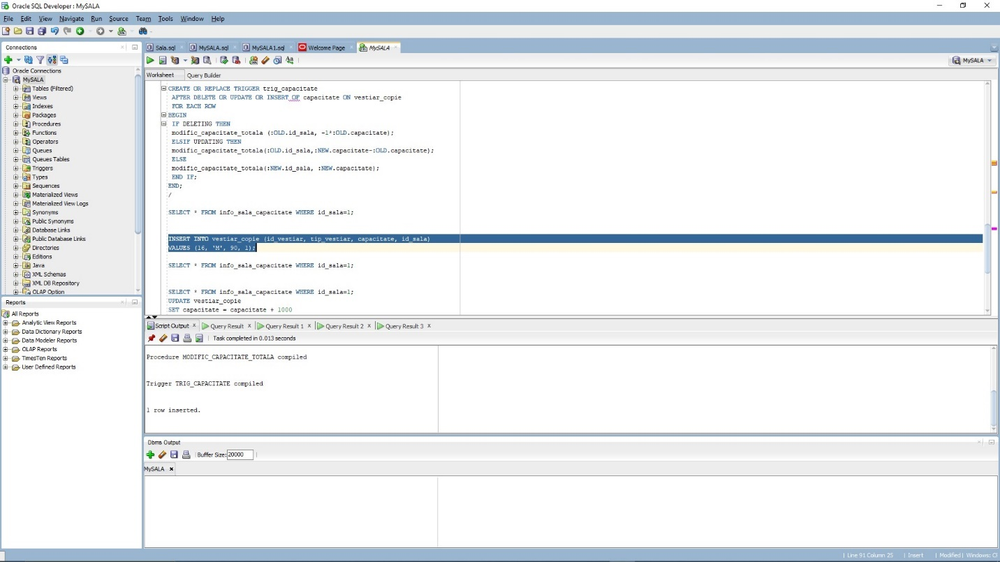 Oracle SQL Developer : MySALA
File Edit View Navigate Run Source Team Tools Window Help
Connections
Sala.sql MySALA.sql MySALA1.sql Welcome Page MySALA
MySALA
Oracle Connections
MySALA
Tables (Filtered)
Views
Indexes
Packages
Procedures
Functions
Operators
Queues
Queues Tables
Triggers
Types
Sequences
Materialized Views
Materialized View Logs
Synonyms
Public Synonyms
Database Links
Public Database Links
Directories
Editions
Java
XML Schemas
XML DB Repository
OLAP Option
Worksheet Query Builder
CREATE OR REPLACE TRIGGER trig_capacitate
AFTER DELETE OR UPDATE OR INSERT OF capacitate ON vestiar_copie
FOR EACH ROW
BEGIN
IF DELETING THEN
modific_capacitate_totala (:OLD.id_sala, -1*:OLD.capacitate);
ELSIF UPDATING THEN
modific_capacitate_totala(:OLD.id_sala,:NEW.capacitate-:OLD.capacitate);
ELSE
modific_capacitate_totala(:NEW.id_sala, :NEW.capacitate);
END IF;
END;
/
SELECT * FROM info_sala_capacitate WHERE id_sala=1;
INSERT INTO vestiar_copie (id_vestiar, tip_vestiar, capacitate, id_sala)
VALUES (16, 'M', 90, 1);
SELECT * FROM info_sala_capacitate WHERE id_sala=1;
SELECT * FROM info_sala_capacitate WHERE id_sala=1;
UPDATE vestiar_copie
SET capacitate = capacitate + 1000
Reports
All Reports
Analytic View Reports
Data Dictionary Reports
Data Modeler Reports
OLAP Reports
TimesTen Reports
User Defined Reports
Script Output Query Result Query Result 1 Query Result 2 Query Result 3
Task completed in 0.013 seconds
Procedure MODIFIC_CAPACITATE_TOTALA compiled
Trigger TRIG_CAPACITATE compiled
1 row inserted.
Dbms Output
Buffer Size: 20000
MySALA
Line 91 Column 25 Insert Modified Windows: Cl